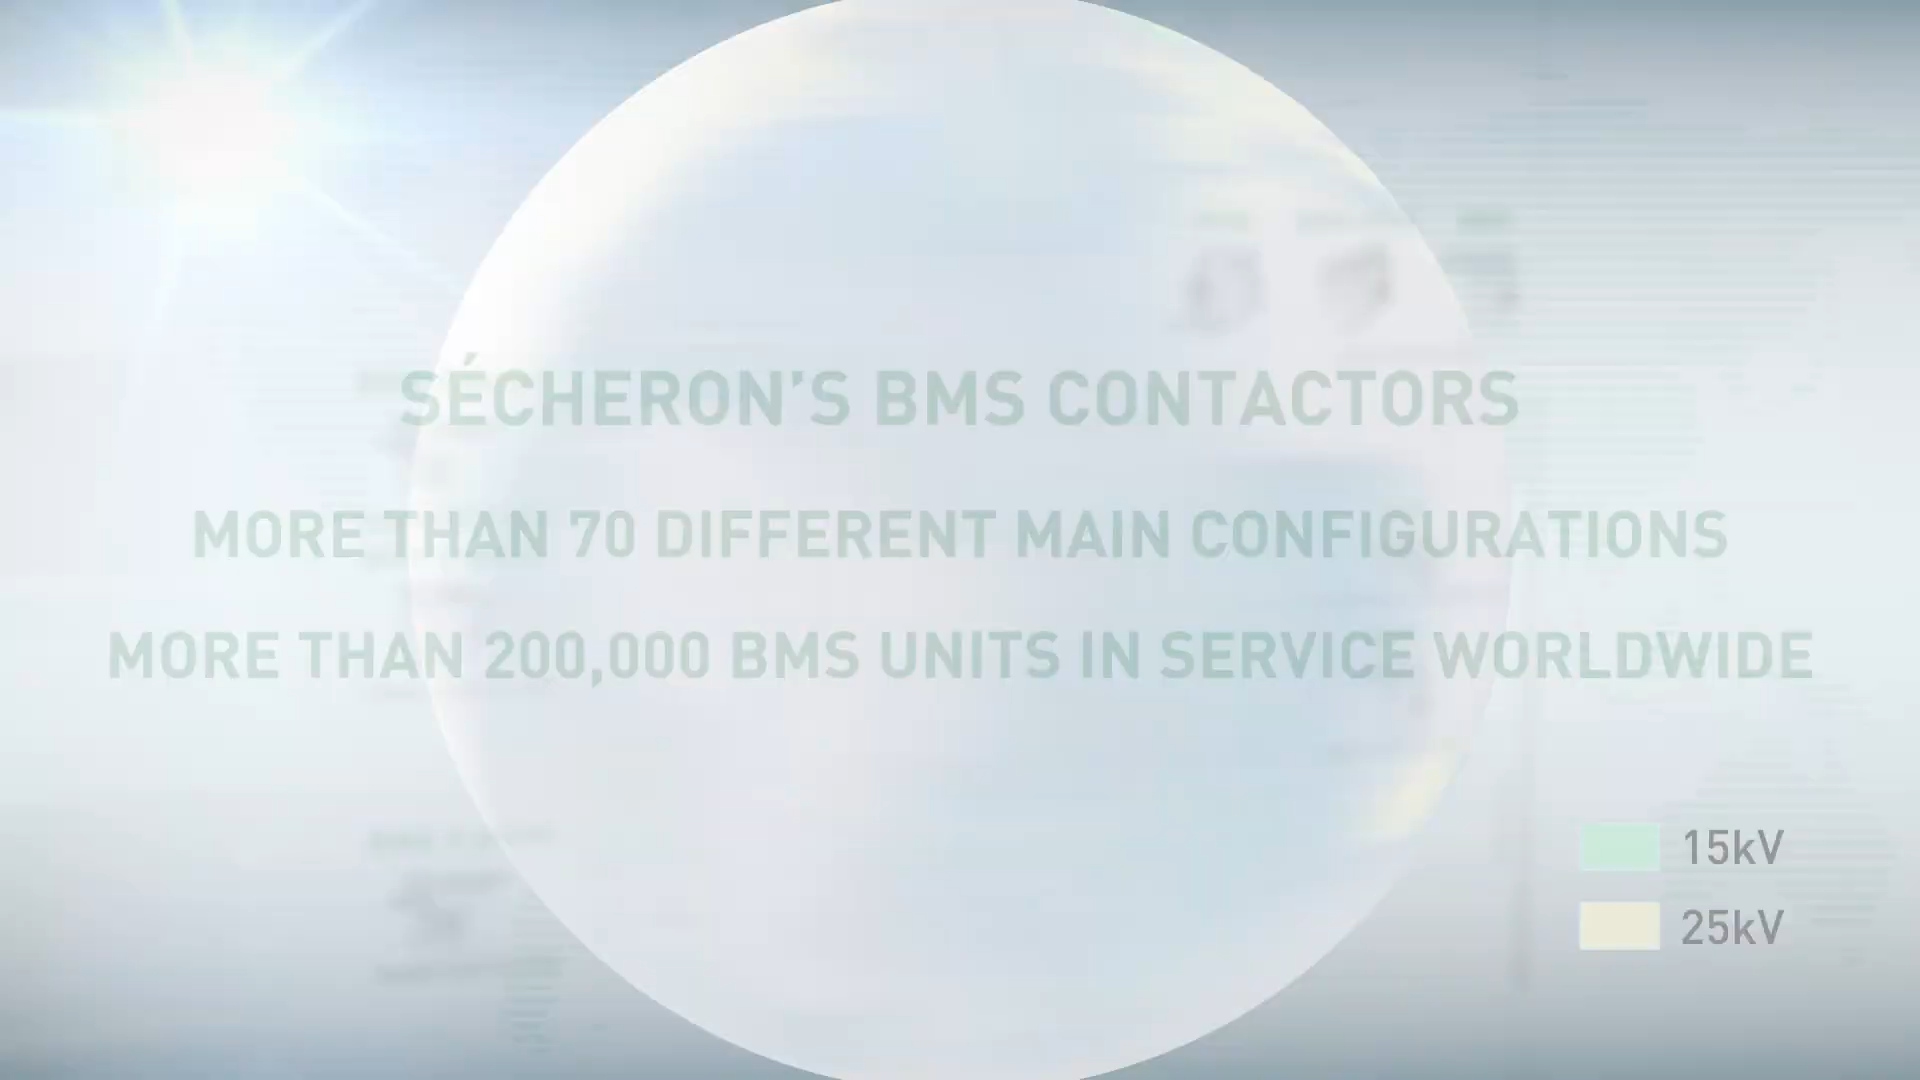 SÉCHERON'S BMS CONTACTORS
MORE THAN 70 DIFFERENT MAIN CONFIGURATIONS
MORE THAN 200,000 BMS UNITS IN SERVICE WORLDWIDE
15kV
25kV